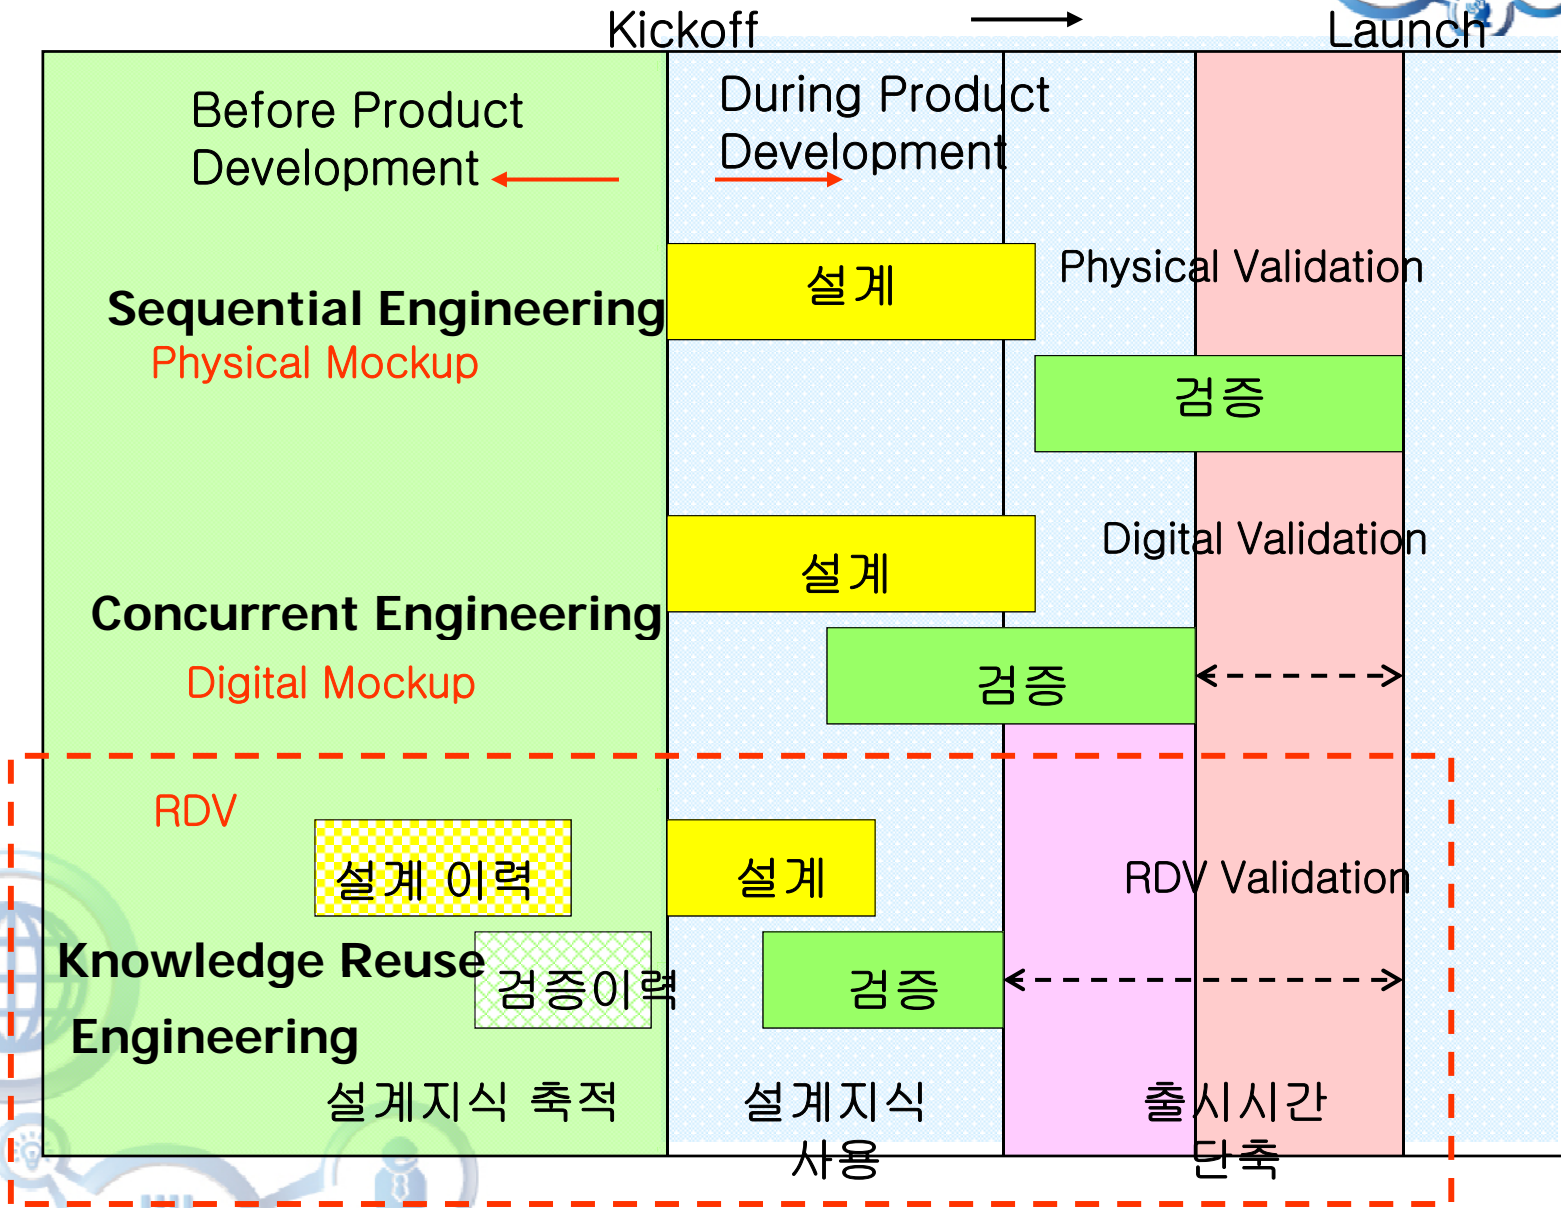 Kickoff
Launch
Before Product
Development
During Product
Development
설계
Physical Validation
Sequential Engineering
Physical Mockup
검증
설계
Digital Validation
Concurrent Engineering
Digital Mockup
검증
RDV
설계 이력
설계
RDV Validation
Knowledge Reuse
검증이력
검증
Engineering
설계지식 축적
설계지식
사용
출시시간
단축